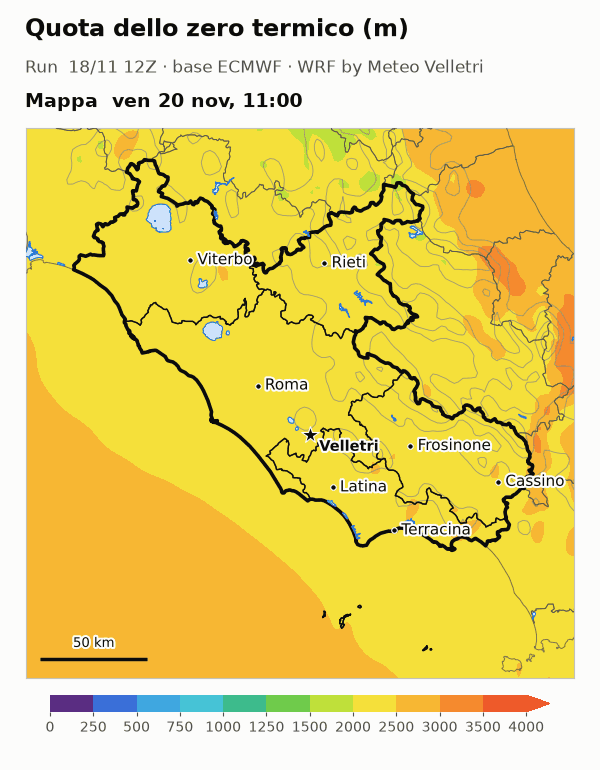 Quota dello zero termico (m)
Run  18/11 12Z · base ECMWF · WRF by Meteo Velletri
Mappa  ven 20 nov, 11:00
Viterbo
Rieti
Roma
Velletri
Frosinone
Cassino
Latina
Terracina
50 km
0 250 500 750 1000 1250 1500 2000 2500 3000 3500 4000